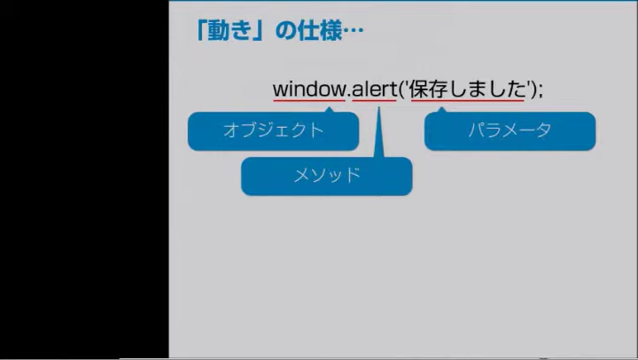 「動き」の仕様…
window.alert('保存しました');
オブジェクト
パラメータ
メソッド